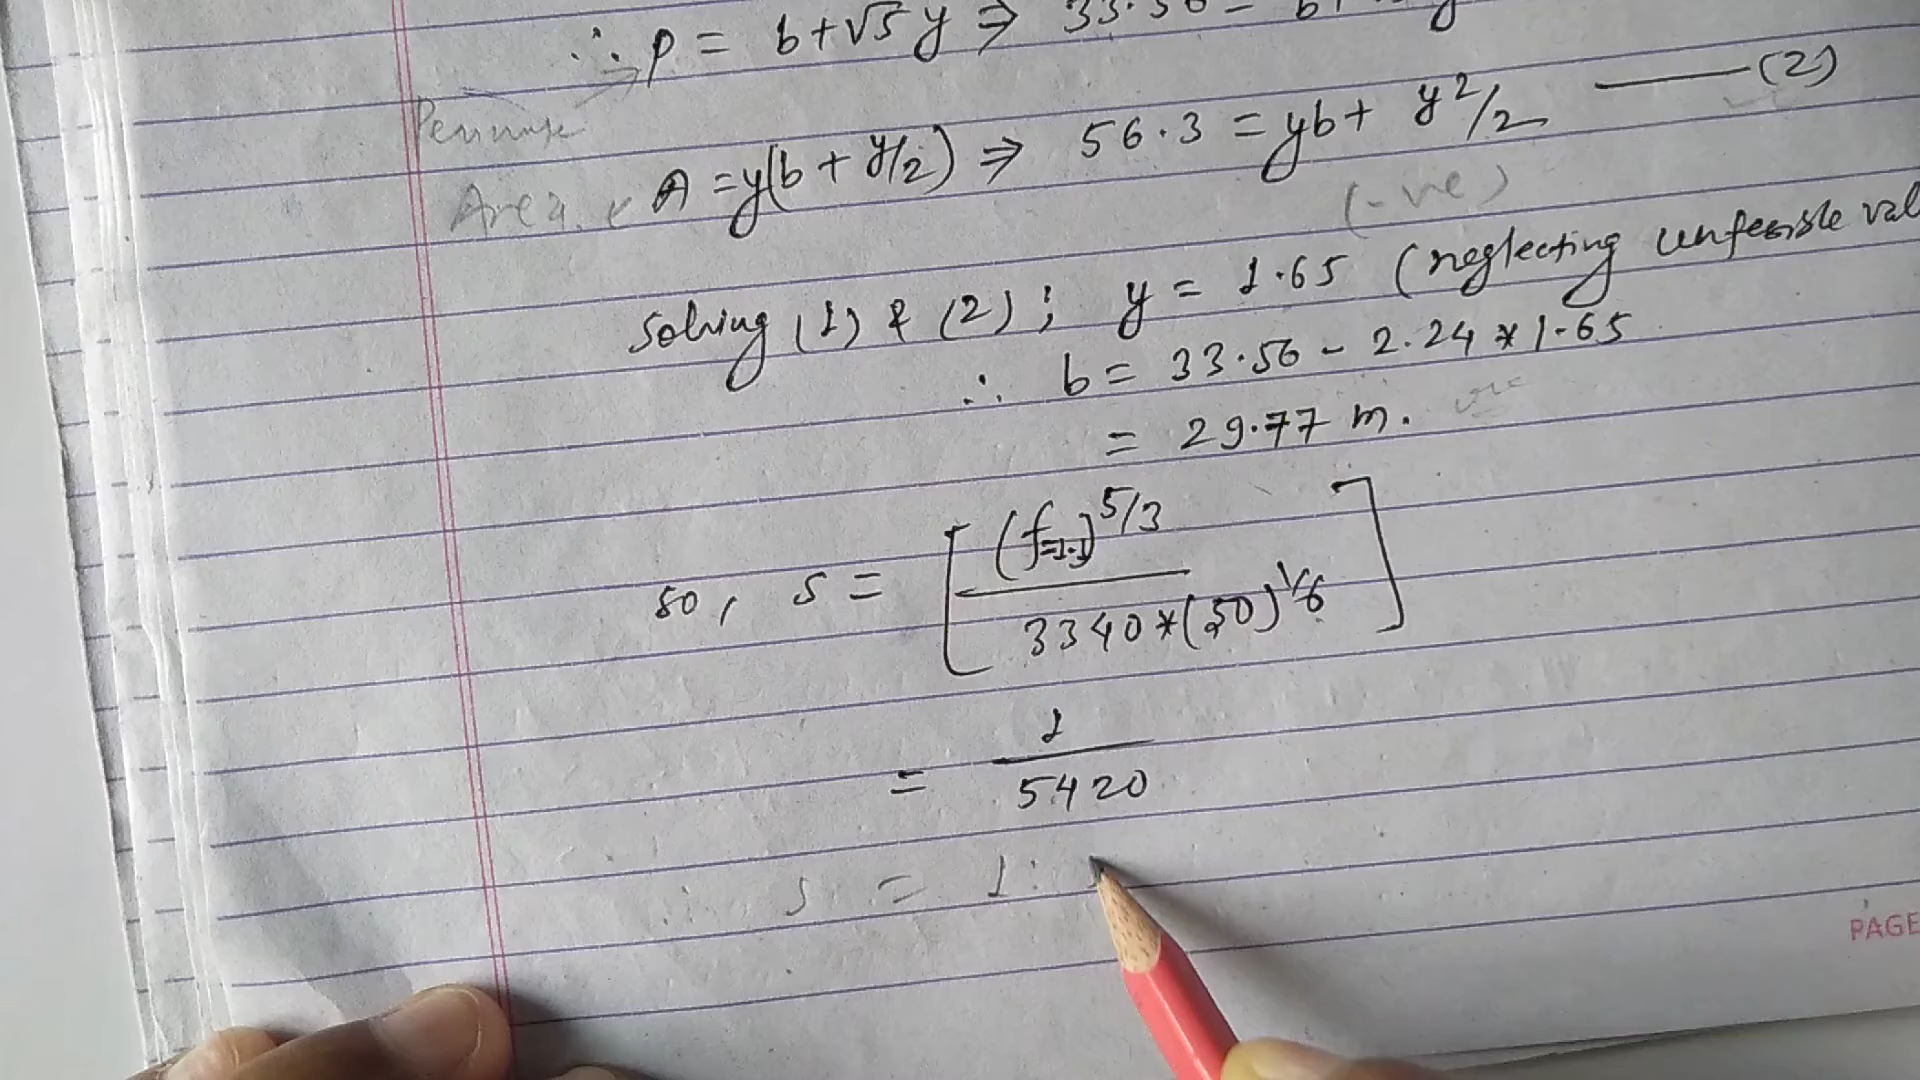 ∴ P = b+√5 y ⇒ 33.56 = b+ y
Area A = y(b + y/2) ⇒ 56.3 = yb + y²/2 —— (2)
(-ve)
Solving (1) & (2); y = 1.65 (neglecting unfeasible val
∴ b = 33.56 - 2.24 * 1.65
= 29.77 m.
so, s = [ (f=1.1)^5/3 / 3340*(50)^1/6 ]
= 1/5420
∴ s = 1:
PAGE